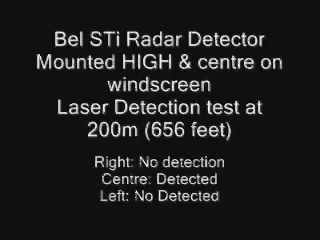 Bel STi Radar Detector
Mounted HIGH & centre on
windscreen
Laser Detection test at
200m (656 feet)
Right: No detection
Centre: Detected
Left: No Detected